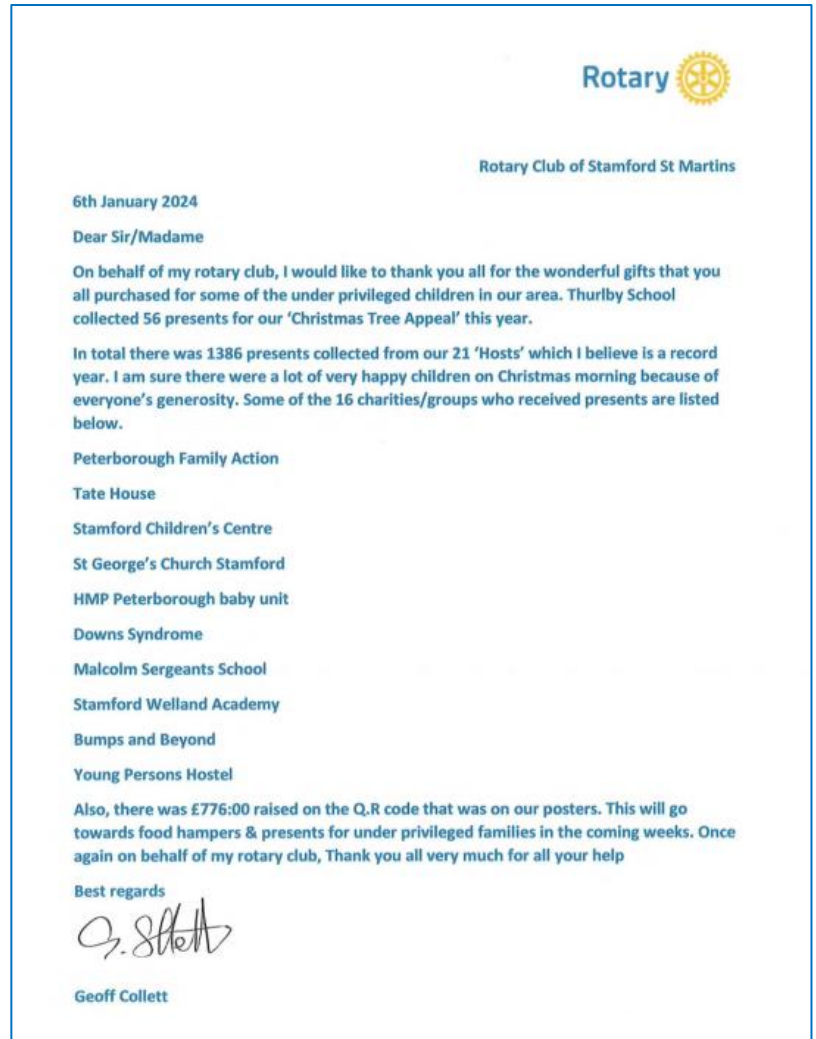 Rotary
Rotary Club of Stamford St Martins
6th January 2024
Dear Sir/Madame
On behalf of my rotary club, I would like to thank you all for the wonderful gifts that you
all purchased for some of the under privileged children in our area. Thurlby School
collected 56 presents for our ‘Christmas Tree Appeal’ this year.
In total there was 1386 presents collected from our 21 ‘Hosts’ which I believe is a record
year. I am sure there were a lot of very happy children on Christmas morning because of
everyone’s generosity. Some of the 16 charities/groups who received presents are listed
below.
Peterborough Family Action
Tate House
Stamford Children’s Centre
St George’s Church Stamford
HMP Peterborough baby unit
Downs Syndrome
Malcolm Sergeants School
Stamford Welland Academy
Bumps and Beyond
Young Persons Hostel
Also, there was £776:00 raised on the Q.R code that was on our posters. This will go
towards food hampers & presents for under privileged families in the coming weeks. Once
again on behalf of my rotary club, Thank you all very much for all your help
Best regards
Geoff Collett